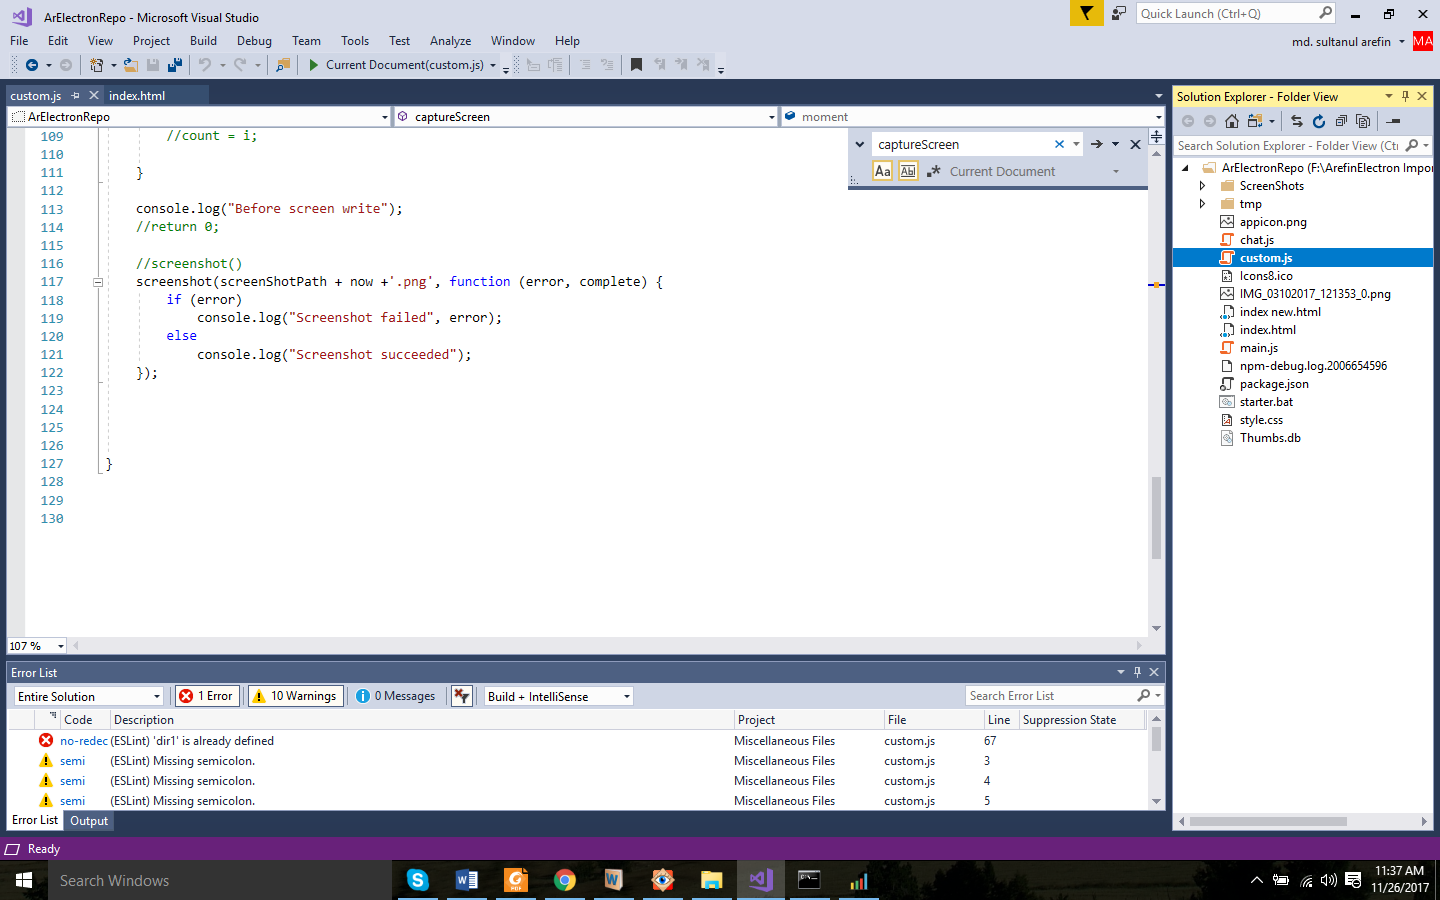 ArElectronRepo - Microsoft Visual Studio
Quick Launch (Ctrl+Q)
File Edit View Project Build Debug Team Tools Test Analyze Window Help
md. sultanul arefin
MA
Current Document(custom.js)
custom.js
index.html
ArElectronRepo
captureScreen
moment
109 //count = i;
110
111 }
112
113 console.log("Before screen write");
114 //return 0;
115
116 //screenshot()
117 screenshot(screenShotPath + now +'.png', function (error, complete) {
118 if (error)
119 console.log("Screenshot failed", error);
120 else
121 console.log("Screenshot succeeded");
122 });
123
124
125
126
127 }
128
129
130
captureScreen
Aa Ab
Current Document
107 %
Solution Explorer - Folder View
Search Solution Explorer - Folder View (Ctr
ArElectronRepo (F:\ArefinElectron Impor
ScreenShots
tmp
appicon.png
chat.js
custom.js
Icons8.ico
IMG_03102017_121353_0.png
index new.html
index.html
main.js
npm-debug.log.2006654596
package.json
starter.bat
style.css
Thumbs.db
Error List
Entire Solution 1 Error 10 Warnings 0 Messages Build + IntelliSense Search Error List
Code Description Project File Line Suppression State
no-redec (ESLint) 'dir1' is already defined Miscellaneous Files custom.js 67
semi (ESLint) Missing semicolon. Miscellaneous Files custom.js 3
semi (ESLint) Missing semicolon. Miscellaneous Files custom.js 4
semi (ESLint) Missing semicolon. Miscellaneous Files custom.js 5
Error List Output
Ready
Search Windows
11:37 AM
11/26/2017